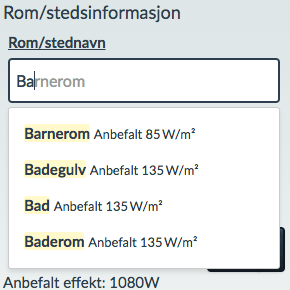 Rom/stedsinformasjon
Rom/stednavn
Barnerom
Barnerom Anbefalt 85 W/m²
Badegulv Anbefalt 135 W/m²
Bad Anbefalt 135 W/m²
Baderom Anbefalt 135 W/m²
Anbefalt effekt: 1080W